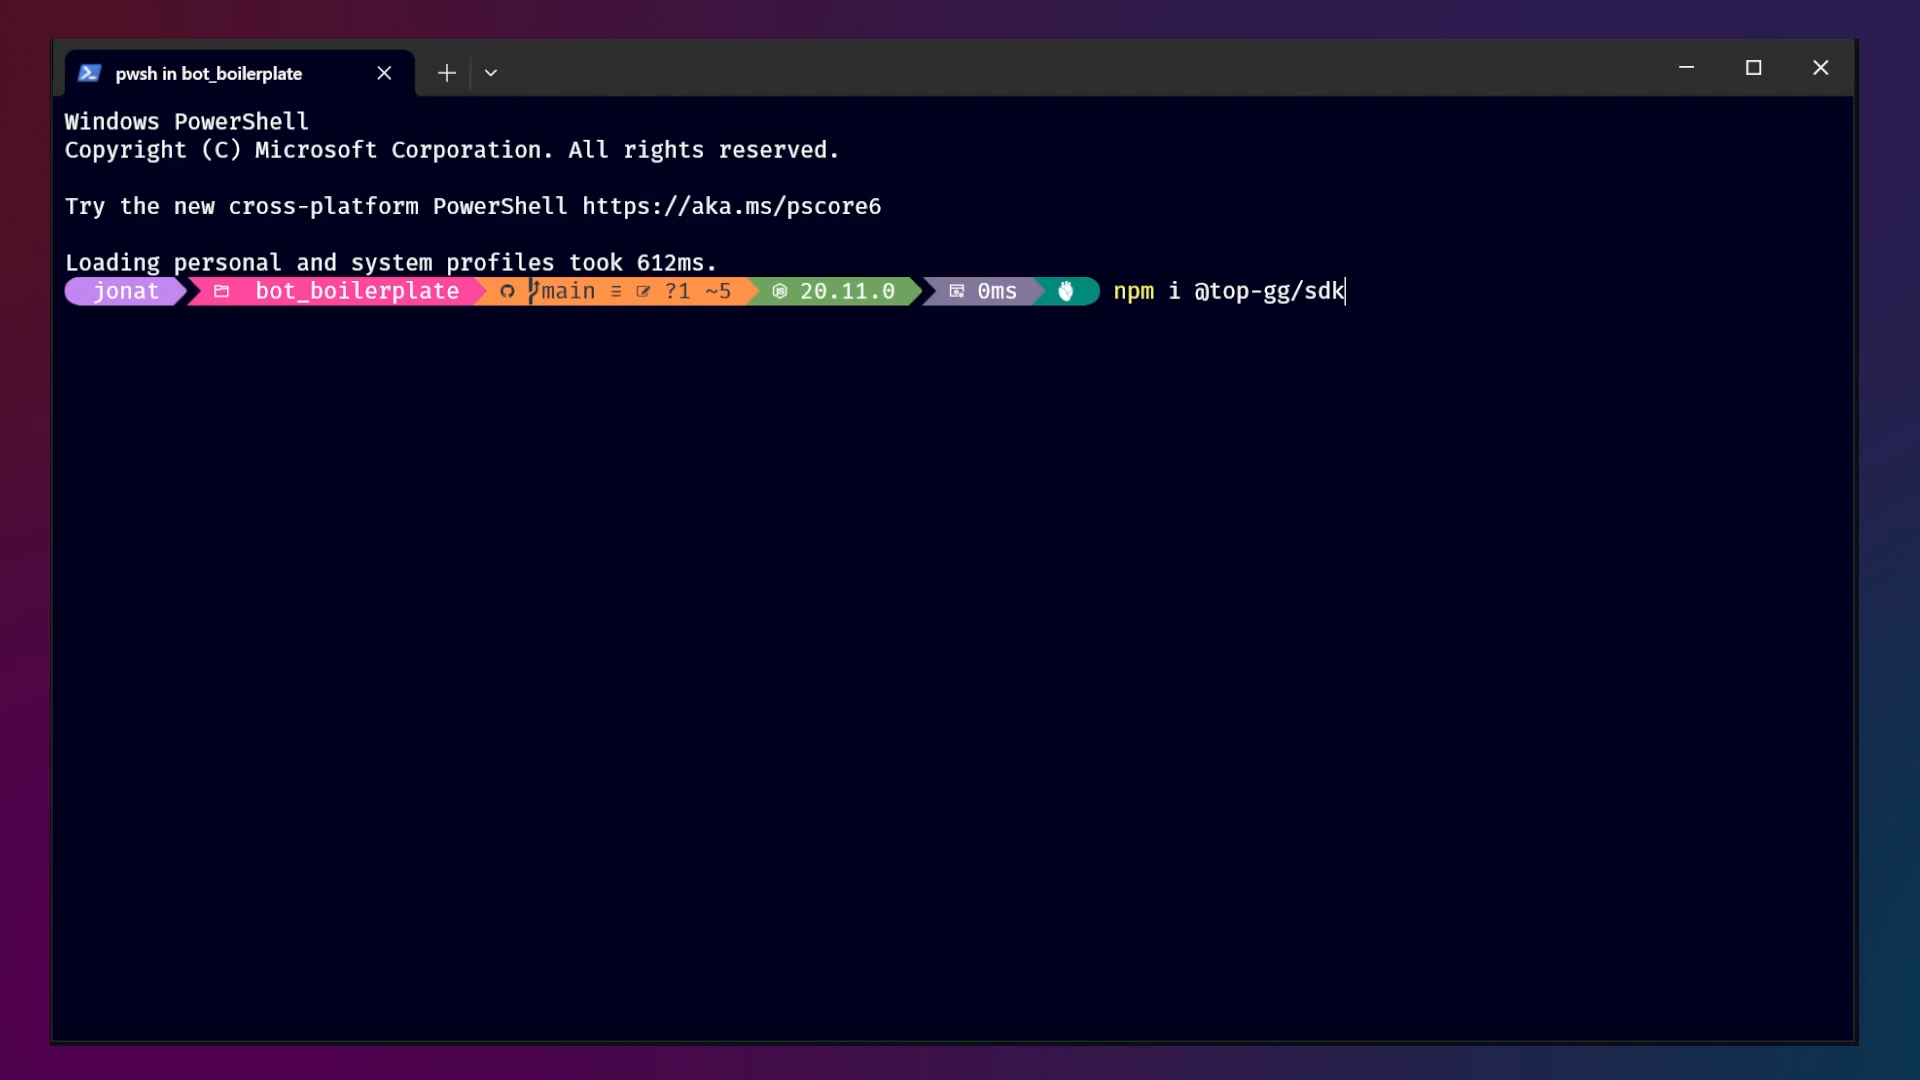 pwsh in bot_boilerplate
Windows PowerShell
Copyright (C) Microsoft Corporation. All rights reserved.
Try the new cross-platform PowerShell https://aka.ms/pscore6
Loading personal and system profiles took 612ms.
jonat bot_boilerplate main ≡ ?1 ~5 20.11.0 0ms npm i @top-gg/sdk